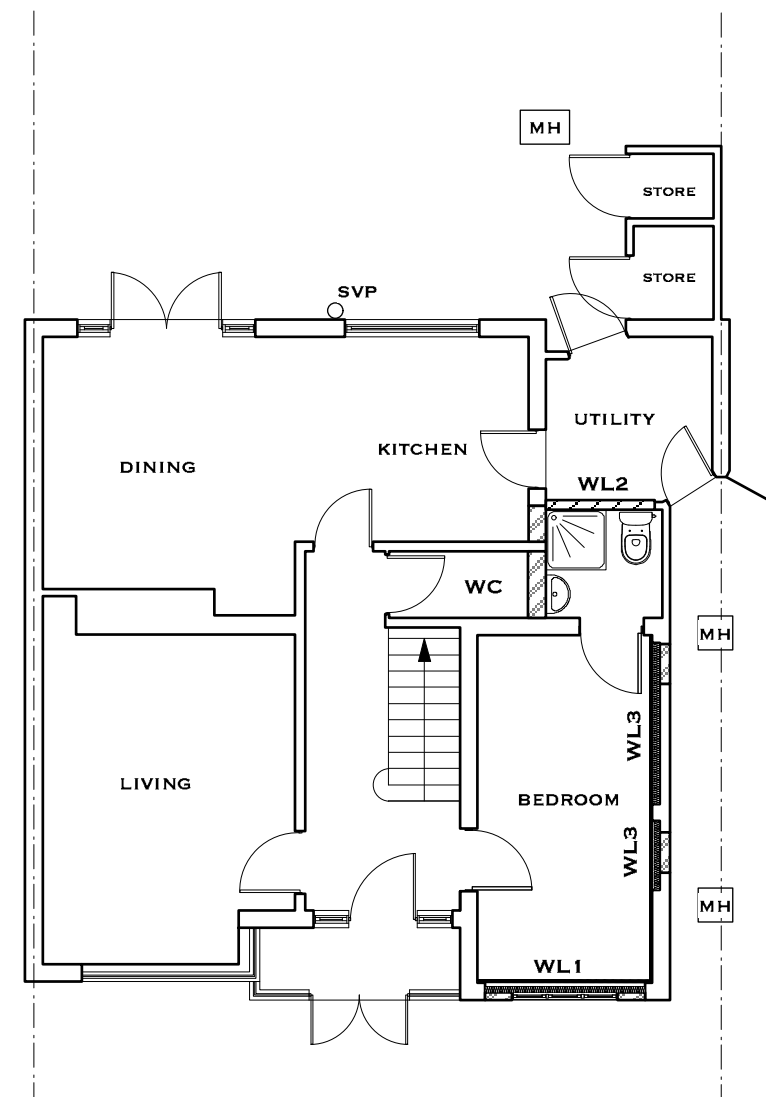 MH
STORE
STORE
SVP
UTILITY
KITCHEN
DINING
WL2
WC
MH
WL3
LIVING
BEDROOM
WL3
MH
WL1